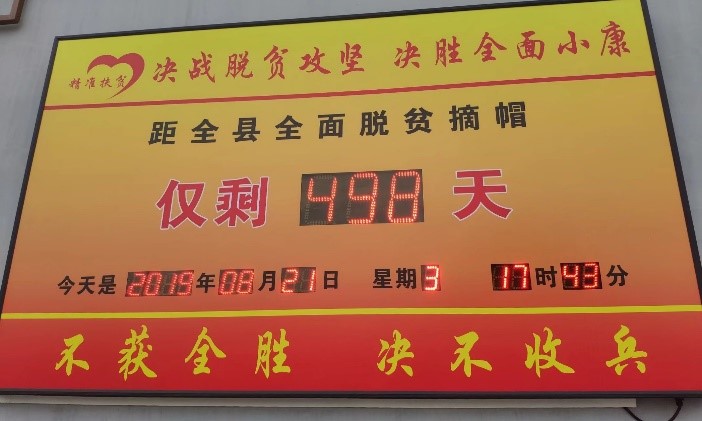 精准扶贫
决战脱贫攻坚 决胜全面小康
距全县全面脱贫摘帽
仅剩 498 天
今天是 2019 年 08 月 21 日 星期 3 17 时 43 分
不获全胜 决不收兵